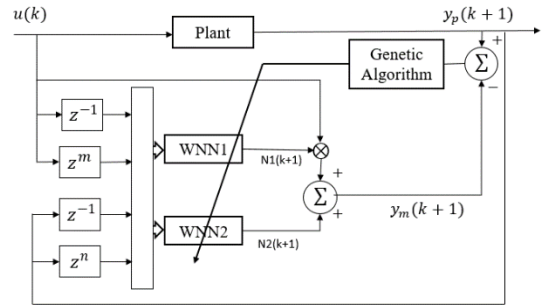 u(k)
y_p(k + 1)
Plant
+
Genetic
Algorithm
Σ
−
z^{-1}
WNN1
N1(k+1)
⊗
z^m
+
Σ
y_m(k + 1)
+
z^{-1}
WNN2
N2(k+1)
z^n